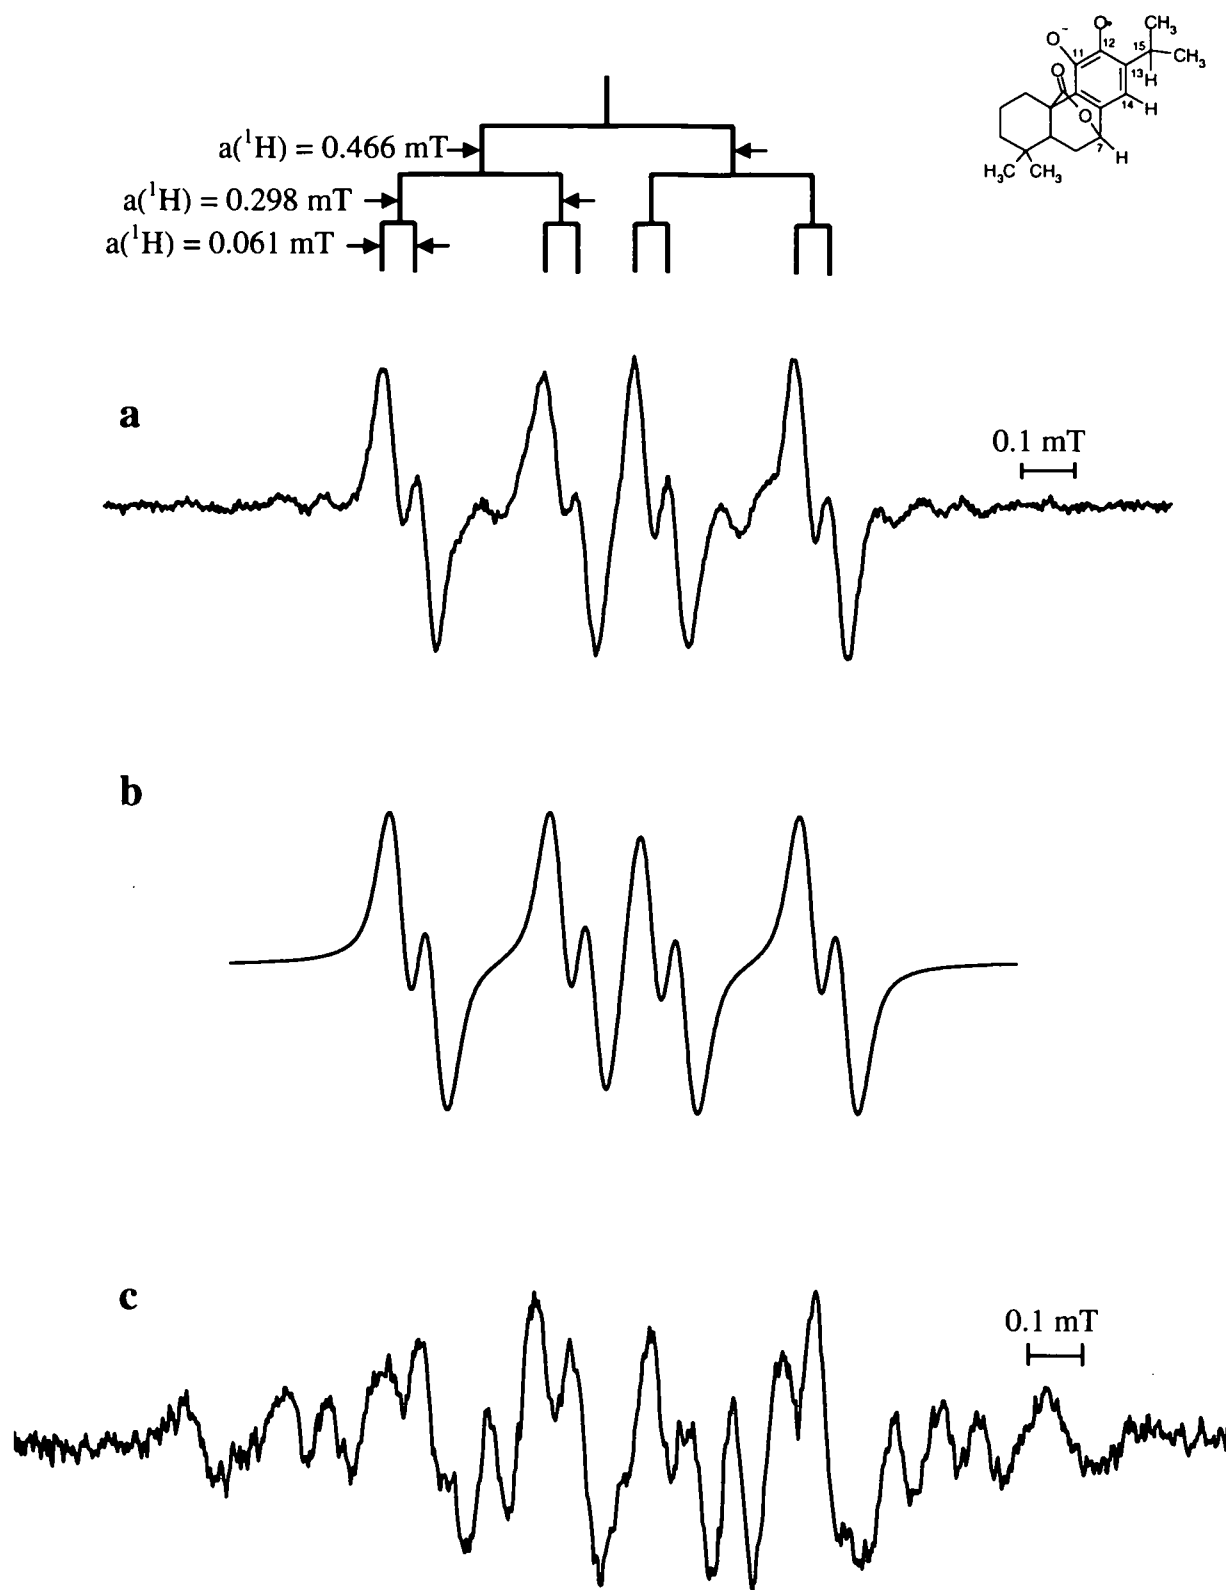 O⁻ O• CH₃
11 12 15 CH₃
O 13 H
14 H
O
7 H
H₃C CH₃
a(¹H) = 0.466 mT
a(¹H) = 0.298 mT
a(¹H) = 0.061 mT
a
0.1 mT
b
c
0.1 mT